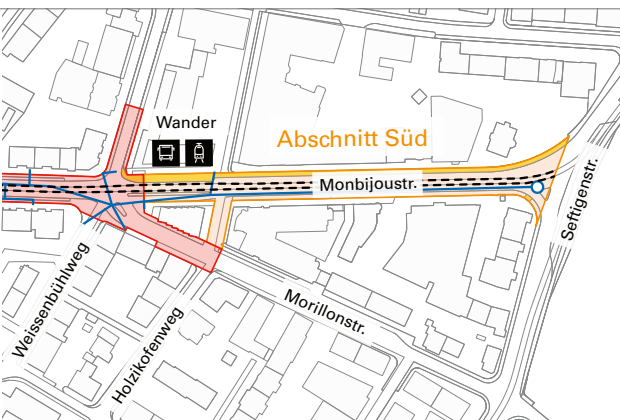 Wander
Abschnitt Süd
Monbijoustr.
Seftigenstr.
Weissenbühlweg
Holzikofenweg
Morillonstr.